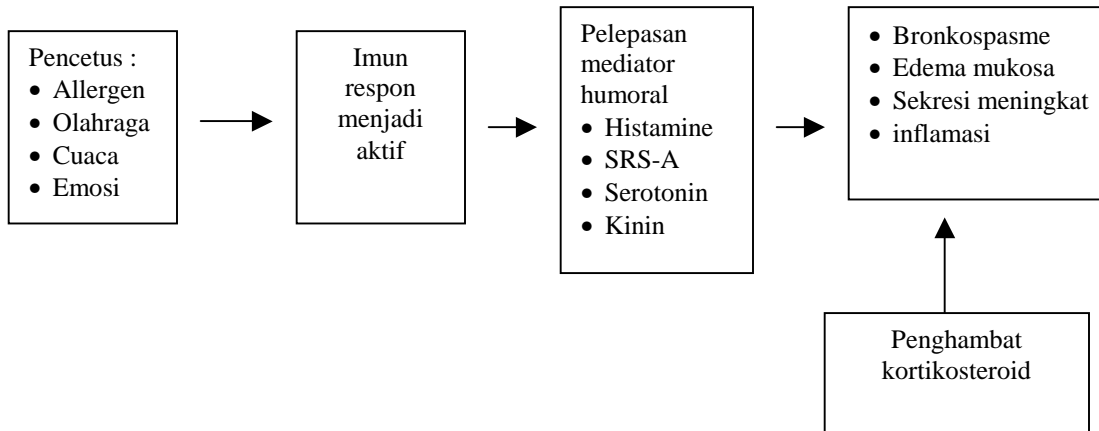 Pencetus :
• Allergen
• Olahraga
• Cuaca
• Emosi
Imun
respon
menjadi
aktif
Pelepasan
mediator
humoral
• Histamine
• SRS-A
• Serotonin
• Kinin
• Bronkospasme
• Edema mukosa
• Sekresi meningkat
• inflamasi
Penghambat
kortikosteroid